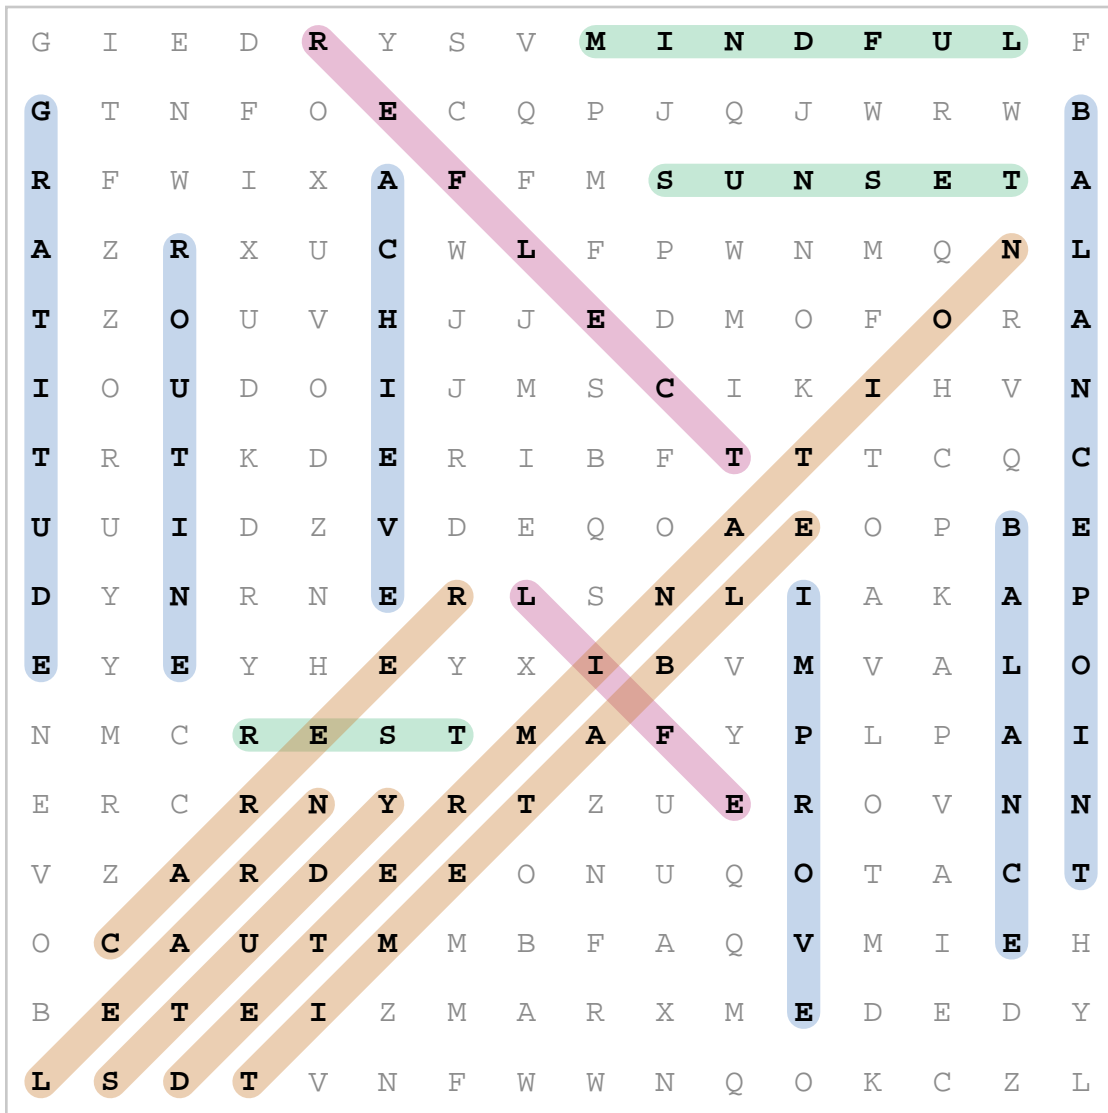 G I E D R Y S V M I N D F U L F
G T N F O E C Q P J Q J W R W B
R F W I X A F F M S U N S E T A
A Z R X U C W L F P W N M Q N L
T Z O U V H J J E D M O F O R A
I O U D O I J M S C I K I H V N
T R T K D E R I B F T T T C Q C
U U I D Z V D E Q O A E O P B E
D Y N R N E R L S N L I A K A P
E Y E Y H E Y X I B V M V A L O
N M C R E S T M A F Y P L P A I
E R C R N Y R T Z U E R O V N N
V Z A R D E E O N U Q O T A C T
O C A U T M M B F A Q V M I E H
B E T E I Z M A R X M E D E D Y
L S D T V N F W W N Q O K C Z L